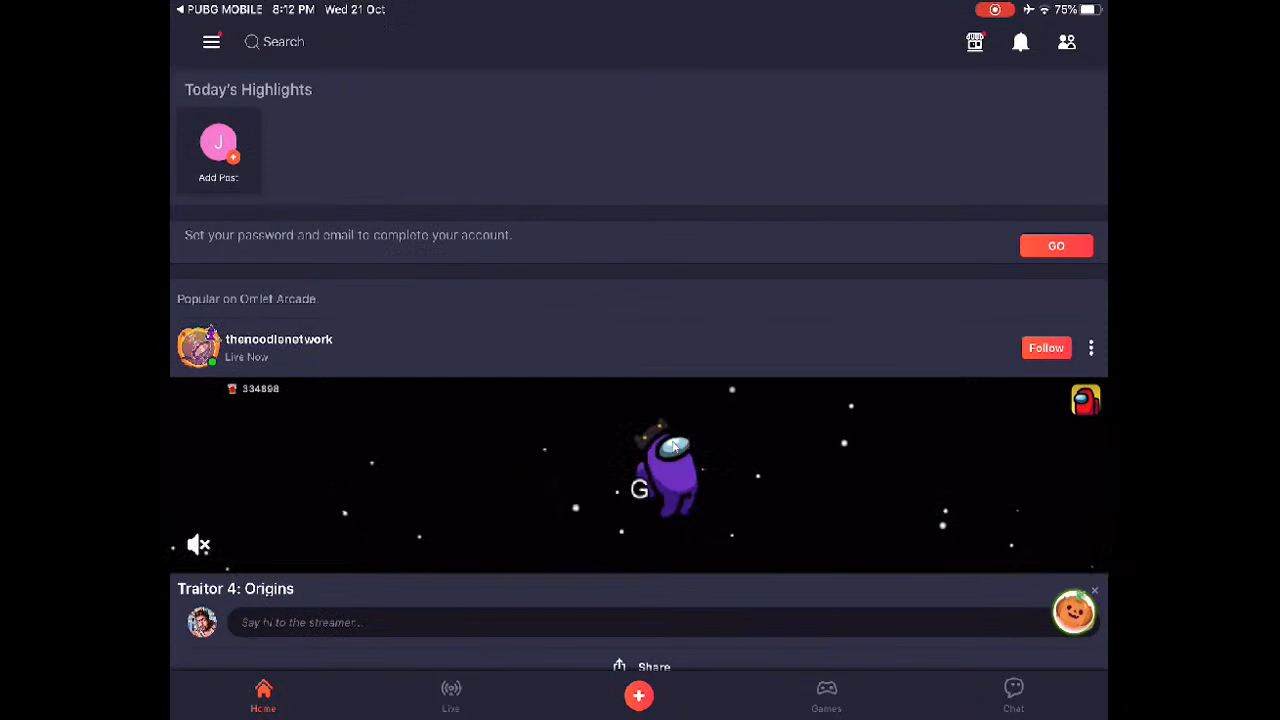 PUBG MOBILE 8:12 PM Wed 21 Oct 75%
Search
Today's Highlights
J
Add Post
Set your password and email to complete your account.
GO
Popular on Omlet Arcade.
thenoodlenetwork
Live Now
Follow
334898
G
Traitor 4: Origins
Say hi to the streamer...
Share
Home
Live
Games
Chat